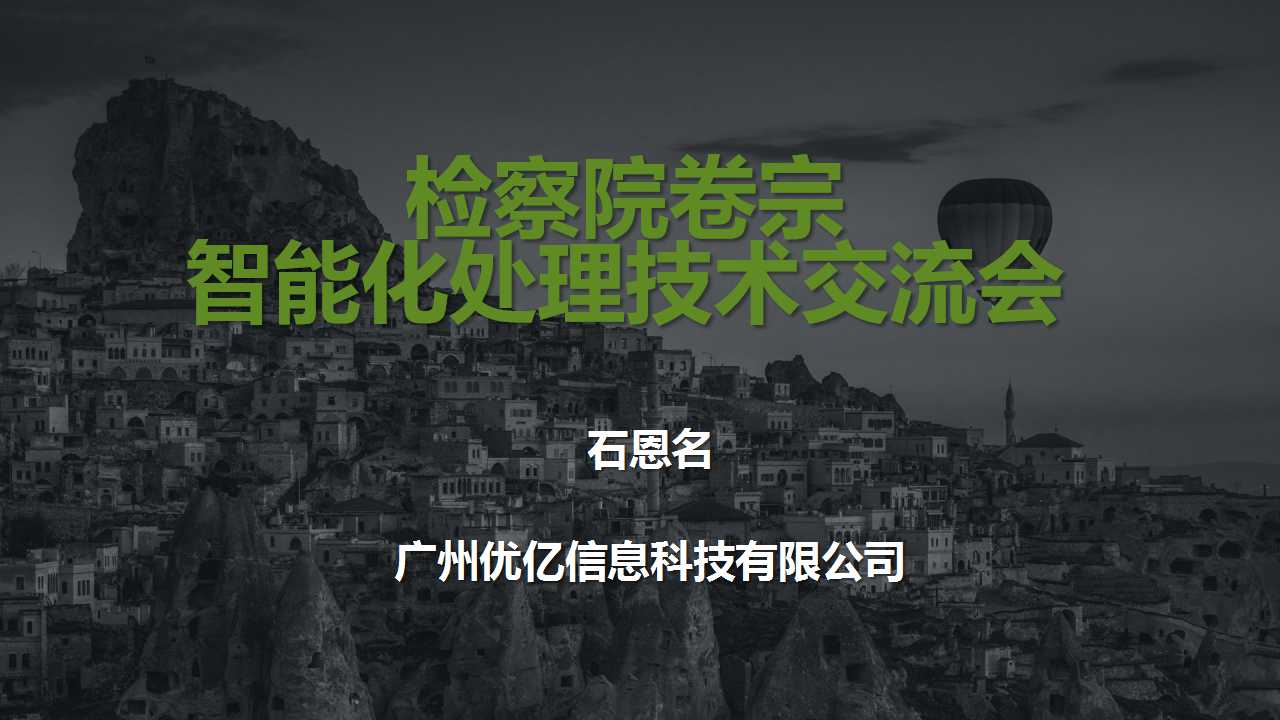 检察院卷宗
智能化处理技术交流会
石恩名
广州优亿信息科技有限公司